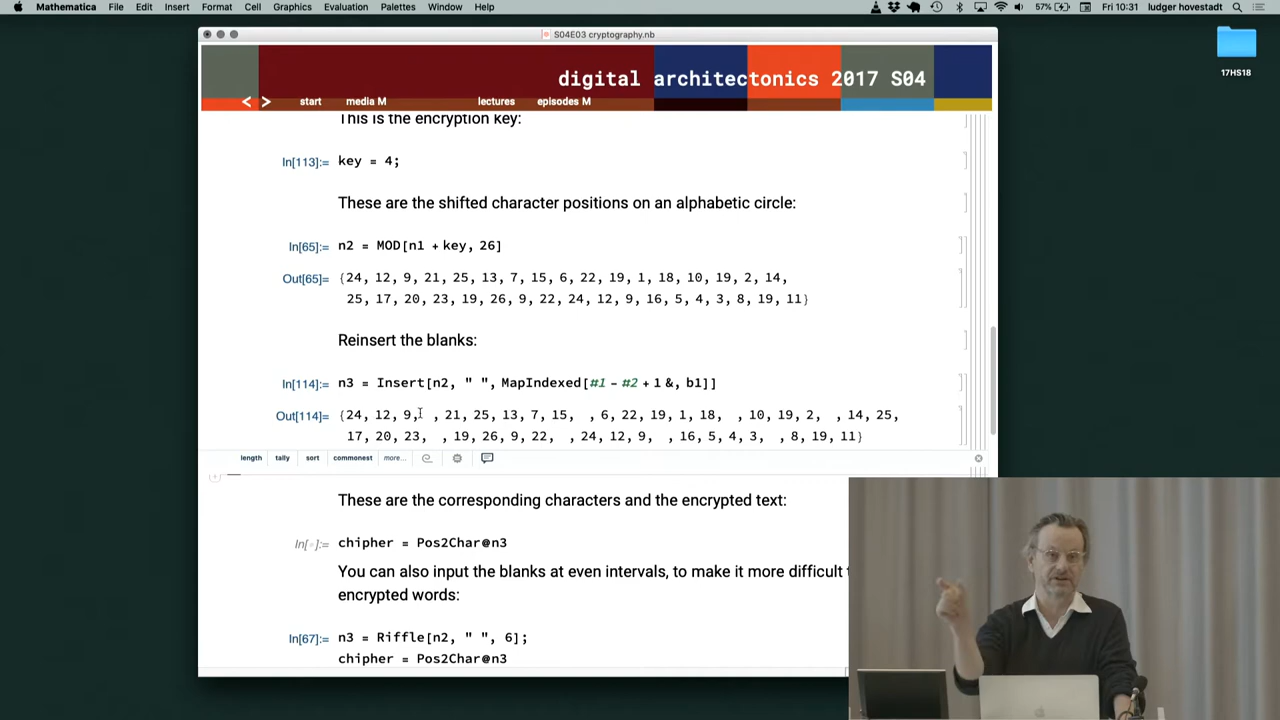 Mathematica File Edit Insert Format Cell Graphics Evaluation Palettes Window Help 57% Fri 10:31 ludger hovestadt
S04E03 cryptography.nb
17HS18
digital architectonics 2017 S04
< > start media M lectures episodes M
This is the encryption key:
In[113]:= key = 4;
These are the shifted character positions on an alphabetic circle:
In[65]:= n2 = MOD[n1 + key, 26]
Out[65]= {24, 12, 9, 21, 25, 13, 7, 15, 6, 22, 19, 1, 18, 10, 19, 2, 14,
25, 17, 20, 23, 19, 26, 9, 22, 24, 12, 9, 16, 5, 4, 3, 8, 19, 11}
Reinsert the blanks:
In[114]:= n3 = Insert[n2, " ", MapIndexed[#1 - #2 + 1 &, b1]]
Out[114]= {24, 12, 9, , 21, 25, 13, 7, 15, , 6, 22, 19, 1, 18, , 10, 19, 2, , 14, 25,
17, 20, 23, , 19, 26, 9, 22, , 24, 12, 9, , 16, 5, 4, 3, , 8, 19, 11}
length tally sort commonest more...
These are the corresponding characters and the encrypted text:
In[ ]:= chipher = Pos2Char@n3
You can also input the blanks at even intervals, to make it more difficult
encrypted words:
In[67]:= n3 = Riffle[n2, " ", 6];
chipher = Pos2Char@n3